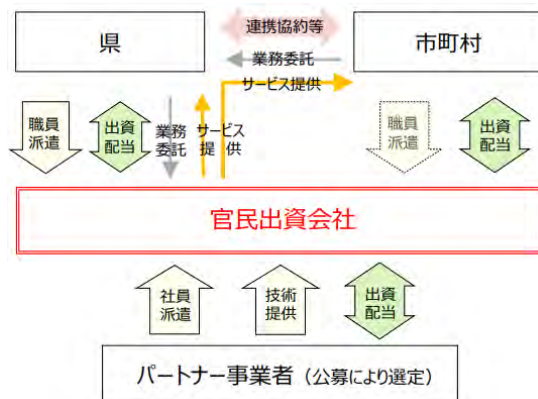 連携協約等
県
市町村
業務委託
サービス提供
職員
派遣
出資
配当
業務
委託
サービス
提　供
職員
派遣
出資
配当
官民出資会社
社員
派遣
技術
提供
出資
配当
パートナー事業者（公募により選定）